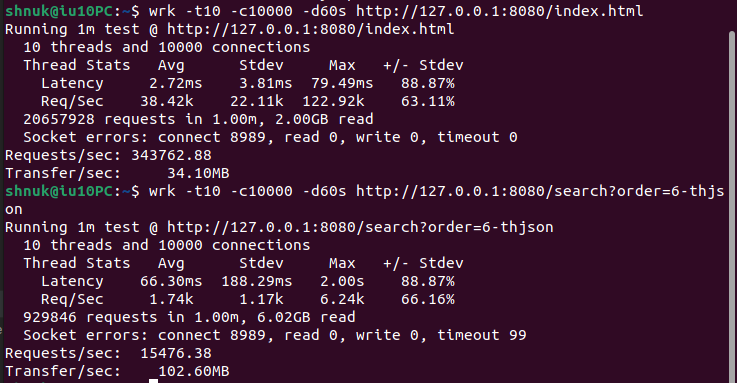 shnuk@iu10PC:~$ wrk -t10 -c10000 -d60s http://127.0.0.1:8080/index.html
Running 1m test @ http://127.0.0.1:8080/index.html
  10 threads and 10000 connections
  Thread Stats   Avg      Stdev     Max   +/- Stdev
    Latency     2.72ms    3.81ms  79.49ms   88.87%
    Req/Sec    38.42k    22.11k  122.92k    63.11%
  20657928 requests in 1.00m, 2.00GB read
  Socket errors: connect 8989, read 0, write 0, timeout 0
Requests/sec: 343762.88
Transfer/sec:     34.10MB
shnuk@iu10PC:~$ wrk -t10 -c10000 -d60s http://127.0.0.1:8080/search?order=6-thjs
on
Running 1m test @ http://127.0.0.1:8080/search?order=6-thjson
  10 threads and 10000 connections
  Thread Stats   Avg      Stdev     Max   +/- Stdev
    Latency    66.30ms  188.29ms   2.00s    88.87%
    Req/Sec     1.74k     1.17k    6.24k    66.16%
  929846 requests in 1.00m, 6.02GB read
  Socket errors: connect 8989, read 0, write 0, timeout 99
Requests/sec:  15476.38
Transfer/sec:    102.60MB